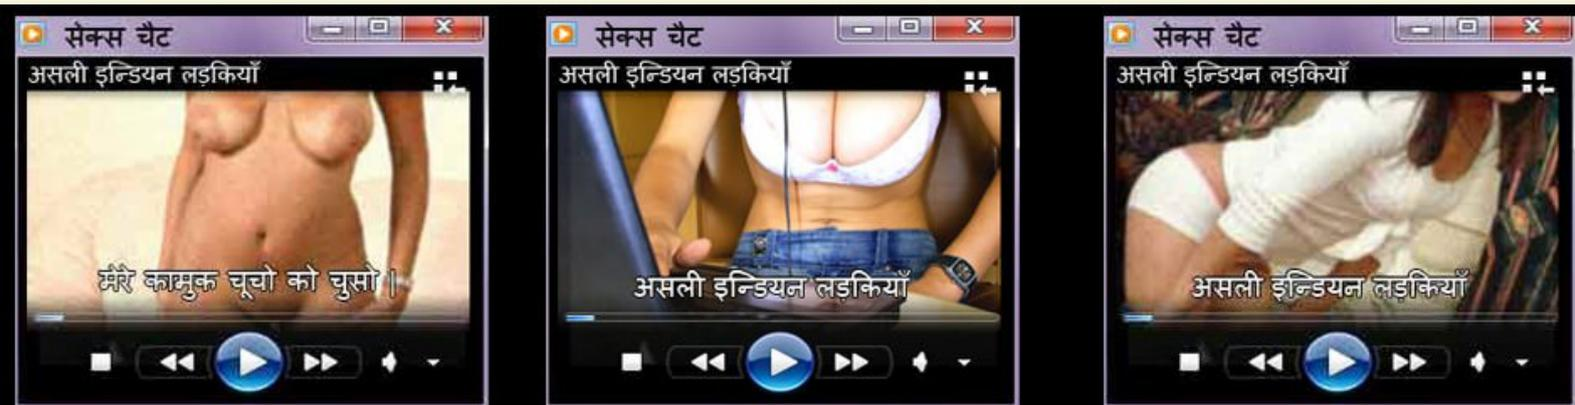 सेक्स चैट
असली इन्डियन लड़कियाँ
मेरे कामुक चूचो को चुसो |
सेक्स चैट
असली इन्डियन लड़कियाँ
असली इन्डियन लड़कियाँ
सेक्स चैट
असली इन्डियन लड़कियाँ
असली इन्डियन लड़कियाँ